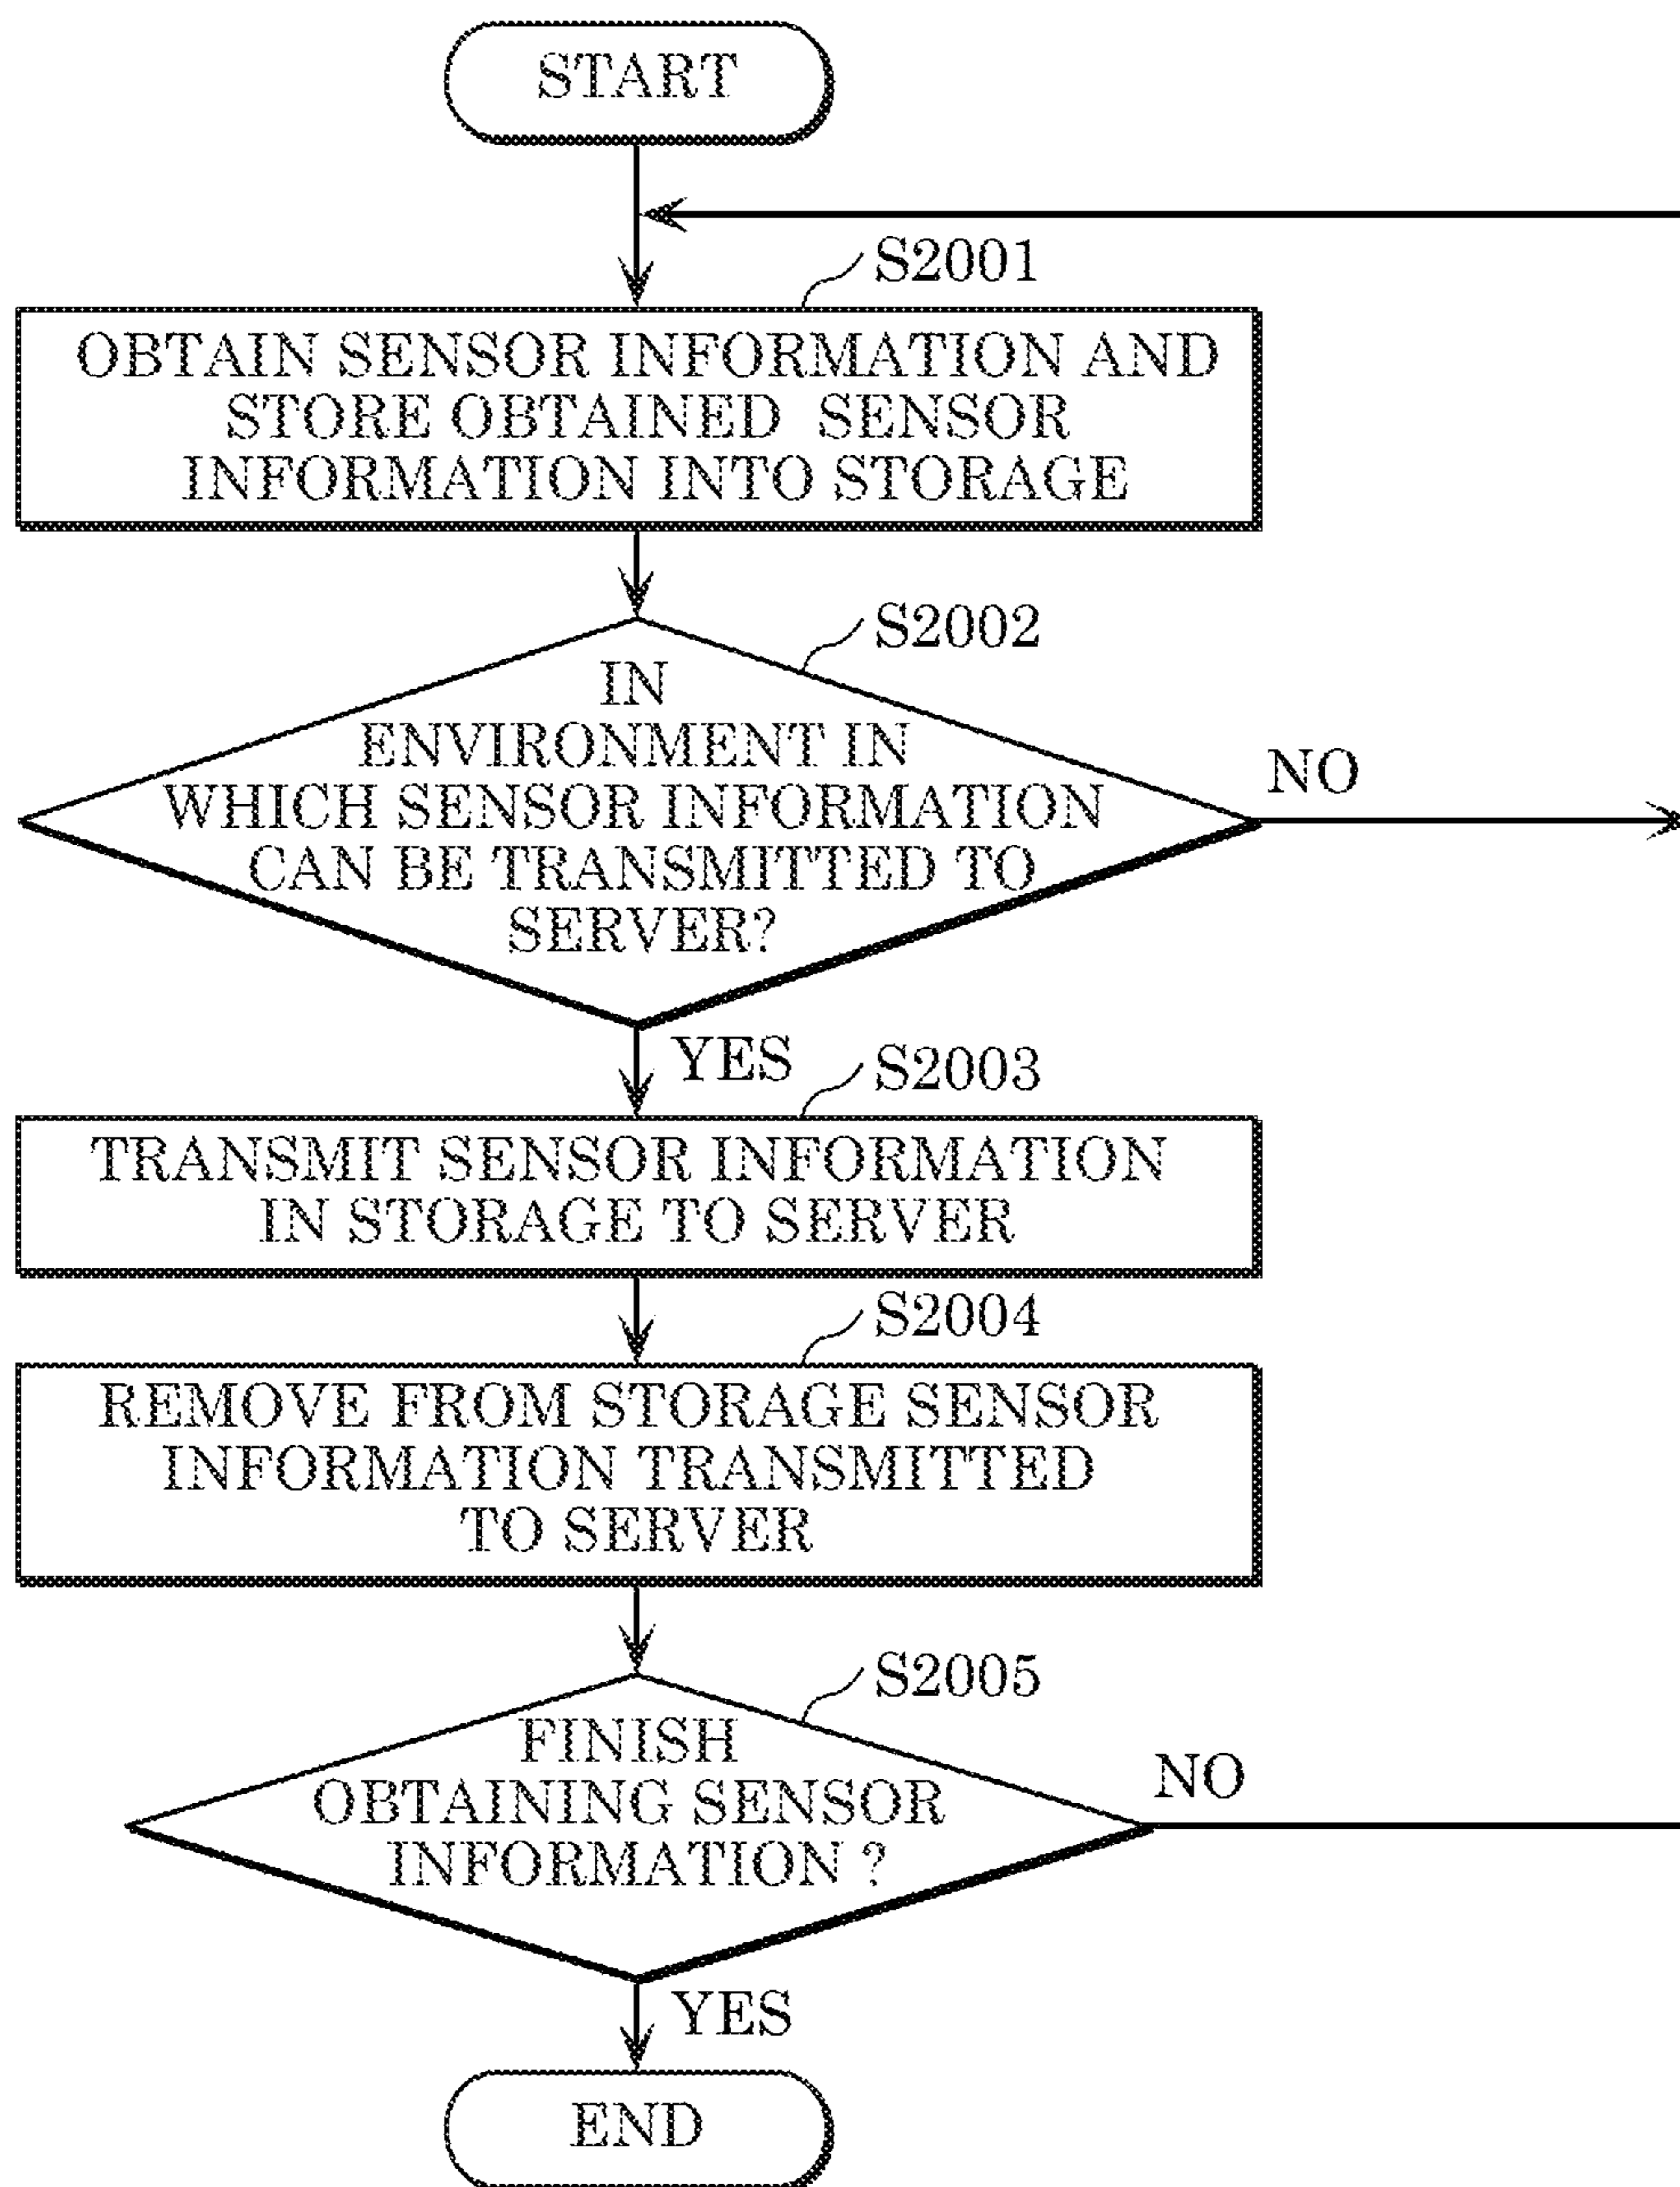 START
S2001
OBTAIN SENSOR INFORMATION AND
STORE OBTAINED SENSOR
INFORMATION INTO STORAGE
S2002
IN
ENVIRONMENT IN
WHICH SENSOR INFORMATION
CAN BE TRANSMITTED TO
SERVER?
NO
YES
S2003
TRANSMIT SENSOR INFORMATION
IN STORAGE TO SERVER
S2004
REMOVE FROM STORAGE SENSOR
INFORMATION TRANSMITTED
TO SERVER
S2005
FINISH
OBTAINING SENSOR
INFORMATION ?
NO
YES
END